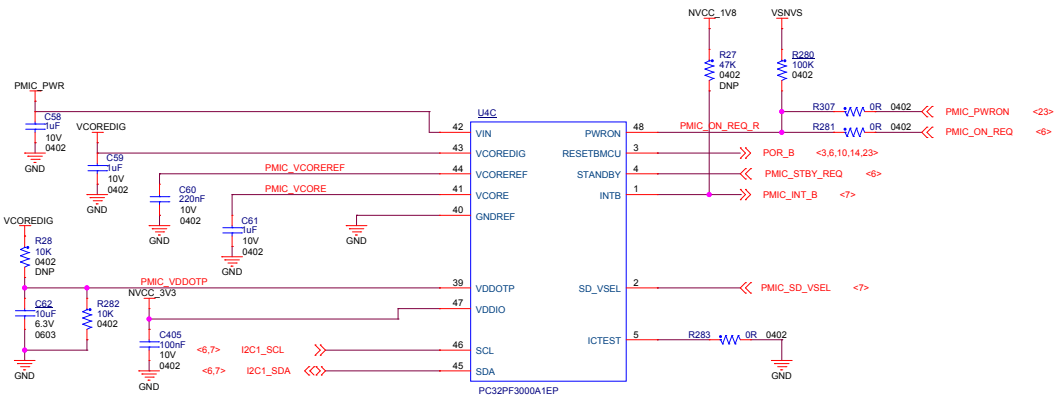 NVCC_1V8
VSNVS
R27
47K
0402
DNP
R280
100K
0402
PMIC_PWR
C58
1uF
10V
0402
GND
VCOREDIG
C59
1uF
10V
0402
GND
U4C
R307 0R 0402
PMIC_PWRON <23>
42 VIN
PWRON 48
PMIC_ON_REQ_R
R281 0R 0402
PMIC_ON_REQ <6>
43 VCOREDIG
RESETBMCU 3
POR_B <3,6,10,14,23>
PMIC_VCOREREF
44 VCOREREF
STANDBY 4
PMIC_STBY_REQ <6>
PMIC_VCORE
41 VCORE
INTB 1
PMIC_INT_B <7>
C60
220nF
10V
0402
GND
40 GNDREF
GND
C61
1uF
10V
0402
GND
VCOREDIG
R28
10K
0402
DNP
PMIC_VDDOTP
39 VDDOTP
SD_VSEL 2
PMIC_SD_VSEL <7>
NVCC_3V3
47 VDDIO
C62
10uF
6.3V
0603
R282
10K
0402
GND
C405
100nF
10V
0402
GND
ICTEST 5
R283 0R 0402
GND
<6,7> I2C1_SCL
46 SCL
<6,7> I2C1_SDA
45 SDA
PC32PF3000A1EP